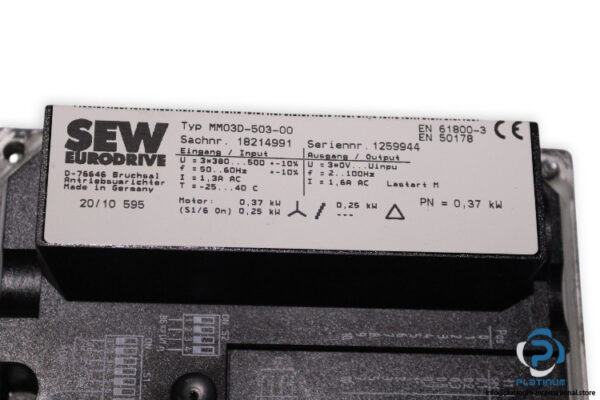 SEW
EURODRIVE
D-76646 Bruchsal
Antriebsumrichter
Made in Germany
20/10 595
Typ MM03D-503-00
Sachnr. 18214991 Seriennr. 1259944
EN 61800-3
EN 50178
CE
Eingang / Input
U = 3*380...500 +-10%
f = 50..60Hz +-10%
I = 1,3A AC
T = -25...40 C
Ausgang / Output
U = 3*0V...Uinpu
f = 2...100Hz
I = 1,6A AC Lastart M
Motor: 0,37 kW 0,25 kW PN = 0,37 kW
(S1/6 On) 0,25 kW ---
PLATINUM